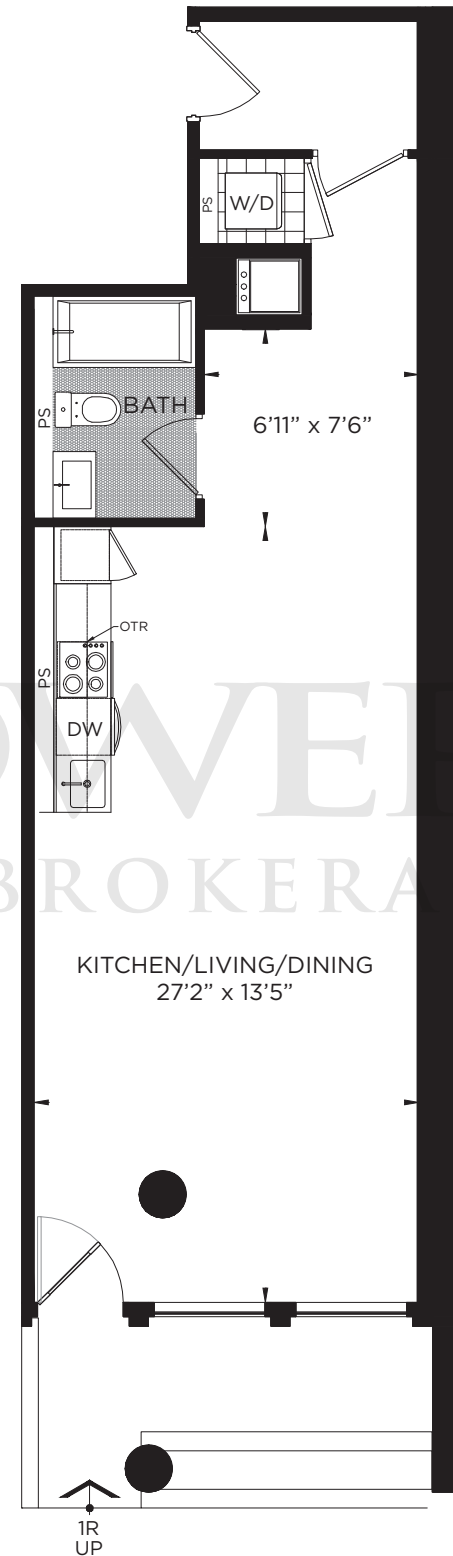 PS
W/D
BATH
PS
6'11" x 7'6"
OTR
PS
DW
OWER
BROKERA
KITCHEN/LIVING/DINING
27'2" x 13'5"
1R
UP